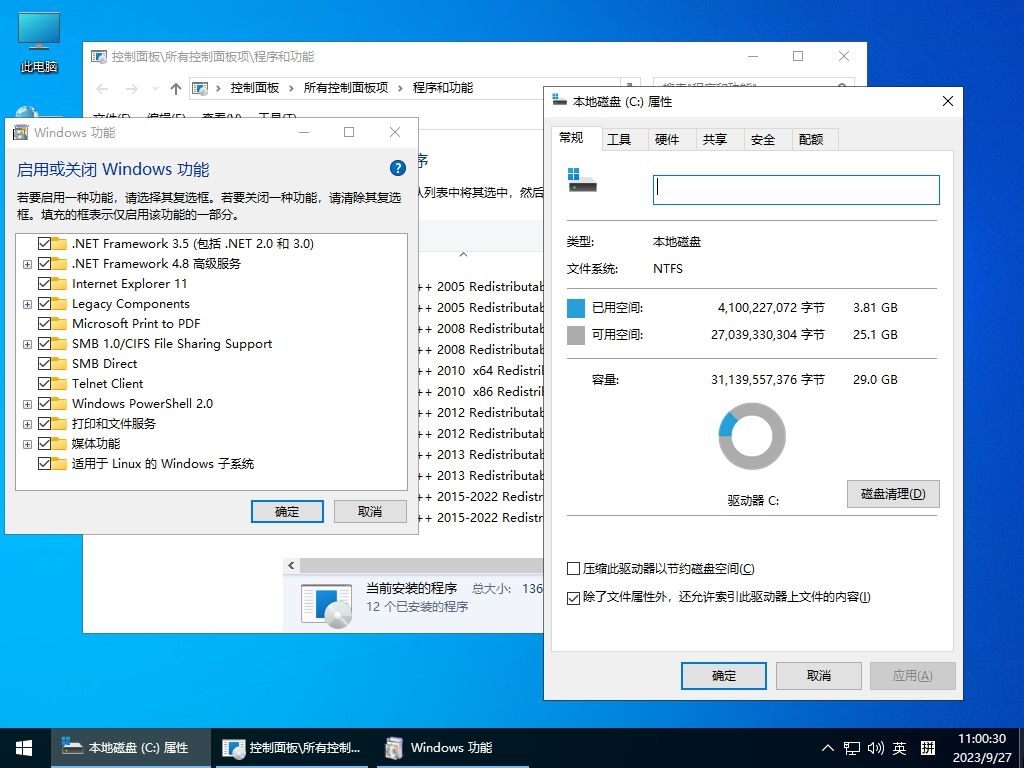 此电脑
控制面板\所有控制面板项\程序和功能
控制面板 › 所有控制面板项 › 程序和功能
Windows 功能
启用或关闭 Windows 功能
若要启用一种功能，请选择其复选框。若要关闭一种功能，请清除其复选
框。填充的框表示仅启用该功能的一部分。
.NET Framework 3.5 (包括 .NET 2.0 和 3.0)
.NET Framework 4.8 高级服务
Internet Explorer 11
Legacy Components
Microsoft Print to PDF
SMB 1.0/CIFS File Sharing Support
SMB Direct
Telnet Client
Windows PowerShell 2.0
打印和文件服务
媒体功能
适用于 Linux 的 Windows 子系统
确定 取消
序
队列表中将其选中，然后
++ 2005 Redistributab
++ 2005 Redistributab
++ 2008 Redistributab
++ 2008 Redistributab
++ 2010 x64 Redistril
++ 2010 x86 Redistril
++ 2012 Redistributab
++ 2012 Redistributab
++ 2013 Redistributab
++ 2013 Redistributab
++ 2015-2022 Redistr
++ 2015-2022 Redistr
当前安装的程序 总大小: 136
12 个已安装的程序
本地磁盘 (C:) 属性
常规 工具 硬件 共享 安全 配额
类型: 本地磁盘
文件系统: NTFS
已用空间: 4,100,227,072 字节 3.81 GB
可用空间: 27,039,330,304 字节 25.1 GB
容量: 31,139,557,376 字节 29.0 GB
驱动器 C:
磁盘清理(D)
压缩此驱动器以节约磁盘空间(C)
除了文件属性外，还允许索引此驱动器上文件的内容(I)
确定 取消 应用(A)
本地磁盘 (C:) 属性
控制面板\所有控制...
Windows 功能
英
拼
11:00:30
2023/9/27